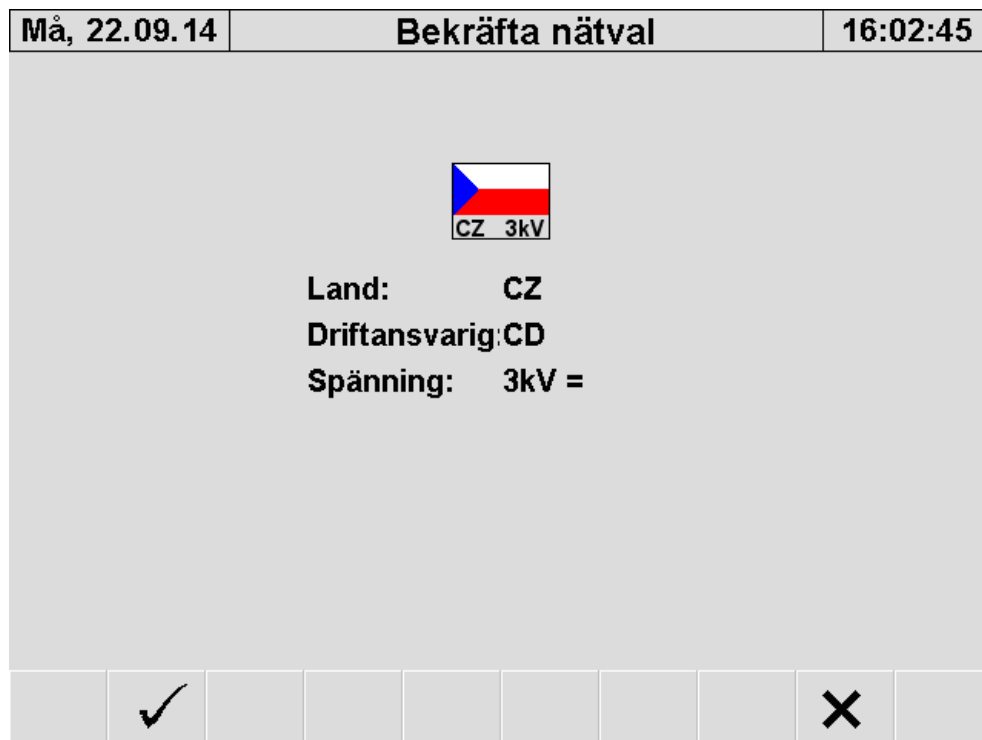 Må, 22.09.14 Bekräfta nätval 16:02:45
CZ 3kV
Land: CZ
Driftansvarig: CD
Spänning: 3kV =